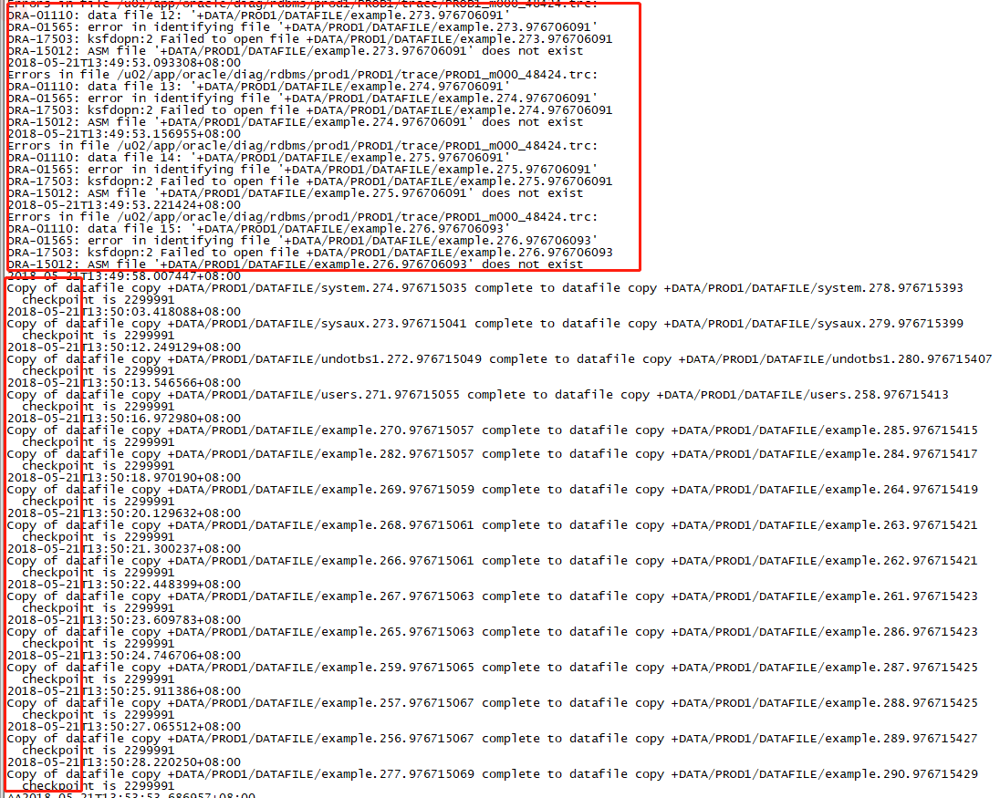 Errors in file /u02/app/oracle/diag/rdbms/prod1/PROD1/trace/PROD1_m000_48424.trc:
ORA-01110: data file 12: '+DATA/PROD1/DATAFILE/example.273.976706091'
ORA-01565: error in identifying file '+DATA/PROD1/DATAFILE/example.273.976706091'
ORA-17503: ksfdopn:2 Failed to open file +DATA/PROD1/DATAFILE/example.273.976706091
ORA-15012: ASM file '+DATA/PROD1/DATAFILE/example.273.976706091' does not exist
2018-05-21T13:49:53.093308+08:00
Errors in file /u02/app/oracle/diag/rdbms/prod1/PROD1/trace/PROD1_m000_48424.trc:
ORA-01110: data file 13: '+DATA/PROD1/DATAFILE/example.274.976706091'
ORA-01565: error in identifying file '+DATA/PROD1/DATAFILE/example.274.976706091'
ORA-17503: ksfdopn:2 Failed to open file +DATA/PROD1/DATAFILE/example.274.976706091
ORA-15012: ASM file '+DATA/PROD1/DATAFILE/example.274.976706091' does not exist
2018-05-21T13:49:53.156955+08:00
Errors in file /u02/app/oracle/diag/rdbms/prod1/PROD1/trace/PROD1_m000_48424.trc:
ORA-01110: data file 14: '+DATA/PROD1/DATAFILE/example.275.976706091'
ORA-01565: error in identifying file '+DATA/PROD1/DATAFILE/example.275.976706091'
ORA-17503: ksfdopn:2 Failed to open file +DATA/PROD1/DATAFILE/example.275.976706091
ORA-15012: ASM file '+DATA/PROD1/DATAFILE/example.275.976706091' does not exist
2018-05-21T13:49:53.221424+08:00
Errors in file /u02/app/oracle/diag/rdbms/prod1/PROD1/trace/PROD1_m000_48424.trc:
ORA-01110: data file 15: '+DATA/PROD1/DATAFILE/example.276.976706093'
ORA-01565: error in identifying file '+DATA/PROD1/DATAFILE/example.276.976706093'
ORA-17503: ksfdopn:2 Failed to open file +DATA/PROD1/DATAFILE/example.276.976706093
ORA-15012: ASM file '+DATA/PROD1/DATAFILE/example.276.976706093' does not exist
2018-05-21T13:49:58.007447+08:00
Copy of datafile copy +DATA/PROD1/DATAFILE/system.274.976715035 complete to datafile copy +DATA/PROD1/DATAFILE/system.278.976715393
checkpoint is 2299991
2018-05-21T13:50:03.418088+08:00
Copy of datafile copy +DATA/PROD1/DATAFILE/sysaux.273.976715041 complete to datafile copy +DATA/PROD1/DATAFILE/sysaux.279.976715399
checkpoint is 2299991
2018-05-21T13:50:12.249129+08:00
Copy of datafile copy +DATA/PROD1/DATAFILE/undotbs1.272.976715049 complete to datafile copy +DATA/PROD1/DATAFILE/undotbs1.280.976715407
checkpoint is 2299991
2018-05-21T13:50:13.546566+08:00
Copy of datafile copy +DATA/PROD1/DATAFILE/users.271.976715055 complete to datafile copy +DATA/PROD1/DATAFILE/users.258.976715413
checkpoint is 2299991
2018-05-21T13:50:16.972980+08:00
Copy of datafile copy +DATA/PROD1/DATAFILE/example.270.976715057 complete to datafile copy +DATA/PROD1/DATAFILE/example.285.976715415
checkpoint is 2299991
Copy of datafile copy +DATA/PROD1/DATAFILE/example.282.976715057 complete to datafile copy +DATA/PROD1/DATAFILE/example.284.976715417
checkpoint is 2299991
2018-05-21T13:50:18.970190+08:00
Copy of datafile copy +DATA/PROD1/DATAFILE/example.269.976715059 complete to datafile copy +DATA/PROD1/DATAFILE/example.264.976715419
checkpoint is 2299991
2018-05-21T13:50:20.129632+08:00
Copy of datafile copy +DATA/PROD1/DATAFILE/example.268.976715061 complete to datafile copy +DATA/PROD1/DATAFILE/example.263.976715421
checkpoint is 2299991
2018-05-21T13:50:21.300237+08:00
Copy of datafile copy +DATA/PROD1/DATAFILE/example.266.976715061 complete to datafile copy +DATA/PROD1/DATAFILE/example.262.976715421
checkpoint is 2299991
2018-05-21T13:50:22.448399+08:00
Copy of datafile copy +DATA/PROD1/DATAFILE/example.267.976715063 complete to datafile copy +DATA/PROD1/DATAFILE/example.261.976715423
checkpoint is 2299991
2018-05-21T13:50:23.609783+08:00
Copy of datafile copy +DATA/PROD1/DATAFILE/example.265.976715063 complete to datafile copy +DATA/PROD1/DATAFILE/example.286.976715423
checkpoint is 2299991
2018-05-21T13:50:24.746706+08:00
Copy of datafile copy +DATA/PROD1/DATAFILE/example.259.976715065 complete to datafile copy +DATA/PROD1/DATAFILE/example.287.976715425
checkpoint is 2299991
2018-05-21T13:50:25.911386+08:00
Copy of datafile copy +DATA/PROD1/DATAFILE/example.257.976715067 complete to datafile copy +DATA/PROD1/DATAFILE/example.288.976715425
checkpoint is 2299991
2018-05-21T13:50:27.065512+08:00
Copy of datafile copy +DATA/PROD1/DATAFILE/example.256.976715067 complete to datafile copy +DATA/PROD1/DATAFILE/example.289.976715427
checkpoint is 2299991
2018-05-21T13:50:28.220250+08:00
Copy of datafile copy +DATA/PROD1/DATAFILE/example.277.976715069 complete to datafile copy +DATA/PROD1/DATAFILE/example.290.976715429
checkpoint is 2299991
^^2018-05-21T13:53:53.686957+08:00